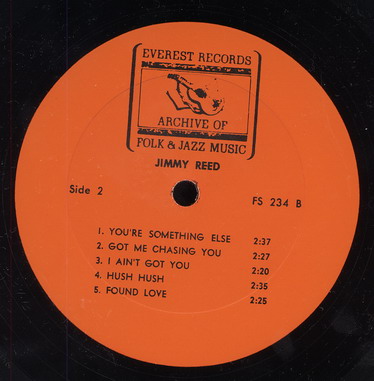 EVEREST RECORDS
ARCHIVE OF
FOLK & JAZZ MUSIC
JIMMY REED
Side 2
FS 234 B
1. YOU'RE SOMETHING ELSE 2:37
2. GOT ME CHASING YOU 2:27
3. I AIN'T GOT YOU 2:20
4. HUSH HUSH 2:35
5. FOUND LOVE 2:25